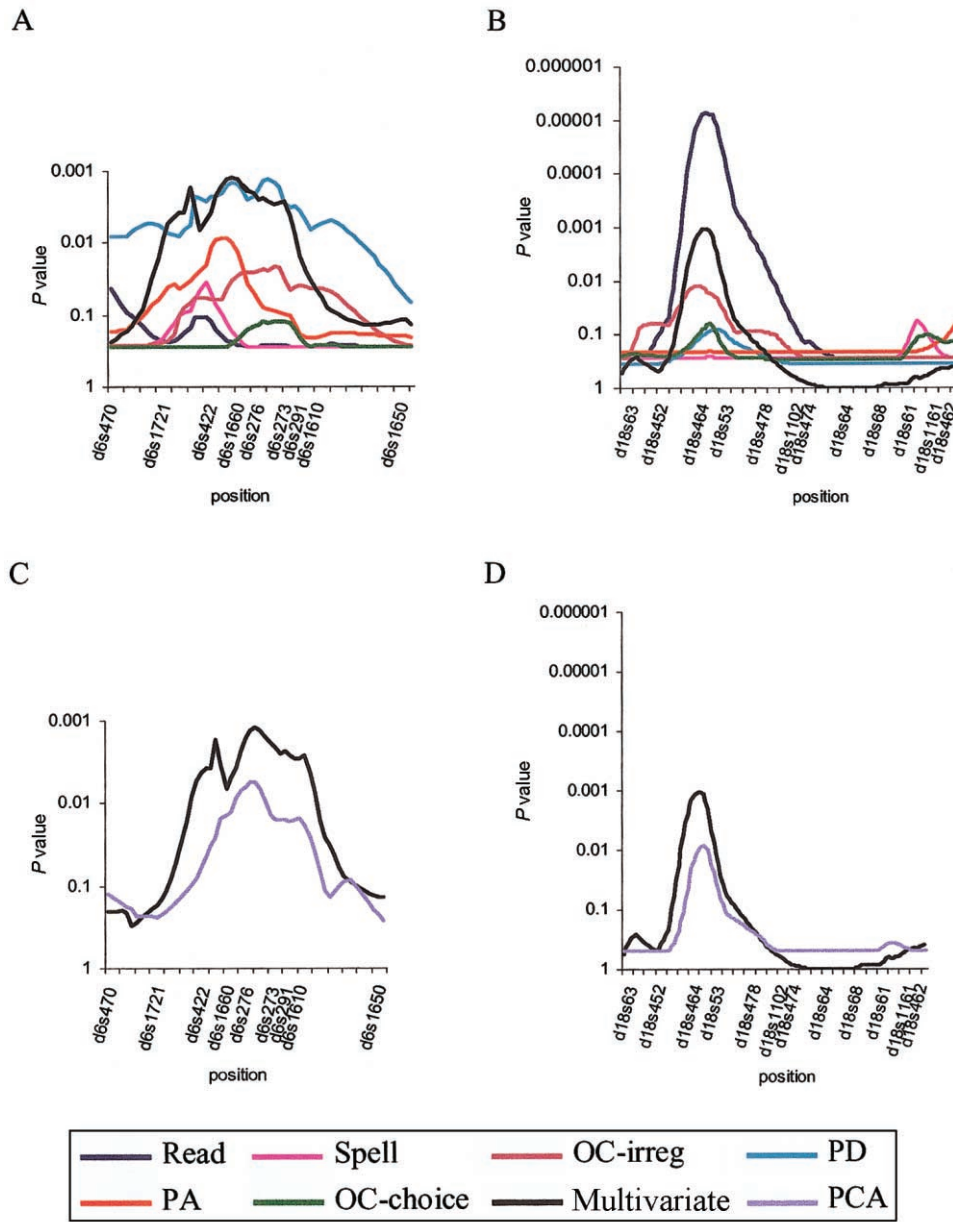 A
P value
0.001
0.01
0.1
1
d6s470
d6s1721
d6s422
d6s1660
d6s276
d6s273
d6s291
d6s1610
d6s1650
position
B
P value
0.000001
0.00001
0.0001
0.001
0.01
0.1
1
d18s63
d18s452
d18s464
d18s53
d18s478
d18s1102
d18s474
d18s64
d18s68
d18s61
d18s1161
d18s462
position
C
P value
0.001
0.01
0.1
1
d6s470
d6s1721
d6s422
d6s1660
d6s276
d6s273
d6s291
d6s1610
d6s1650
position
D
P value
0.000001
0.00001
0.0001
0.001
0.01
0.1
1
d18s63
d18s452
d18s464
d18s53
d18s478
d18s1102
d18s474
d18s64
d18s68
d18s61
d18s1161
d18s462
position
Read Spell OC-irreg PD
PA OC-choice Multivariate PCA